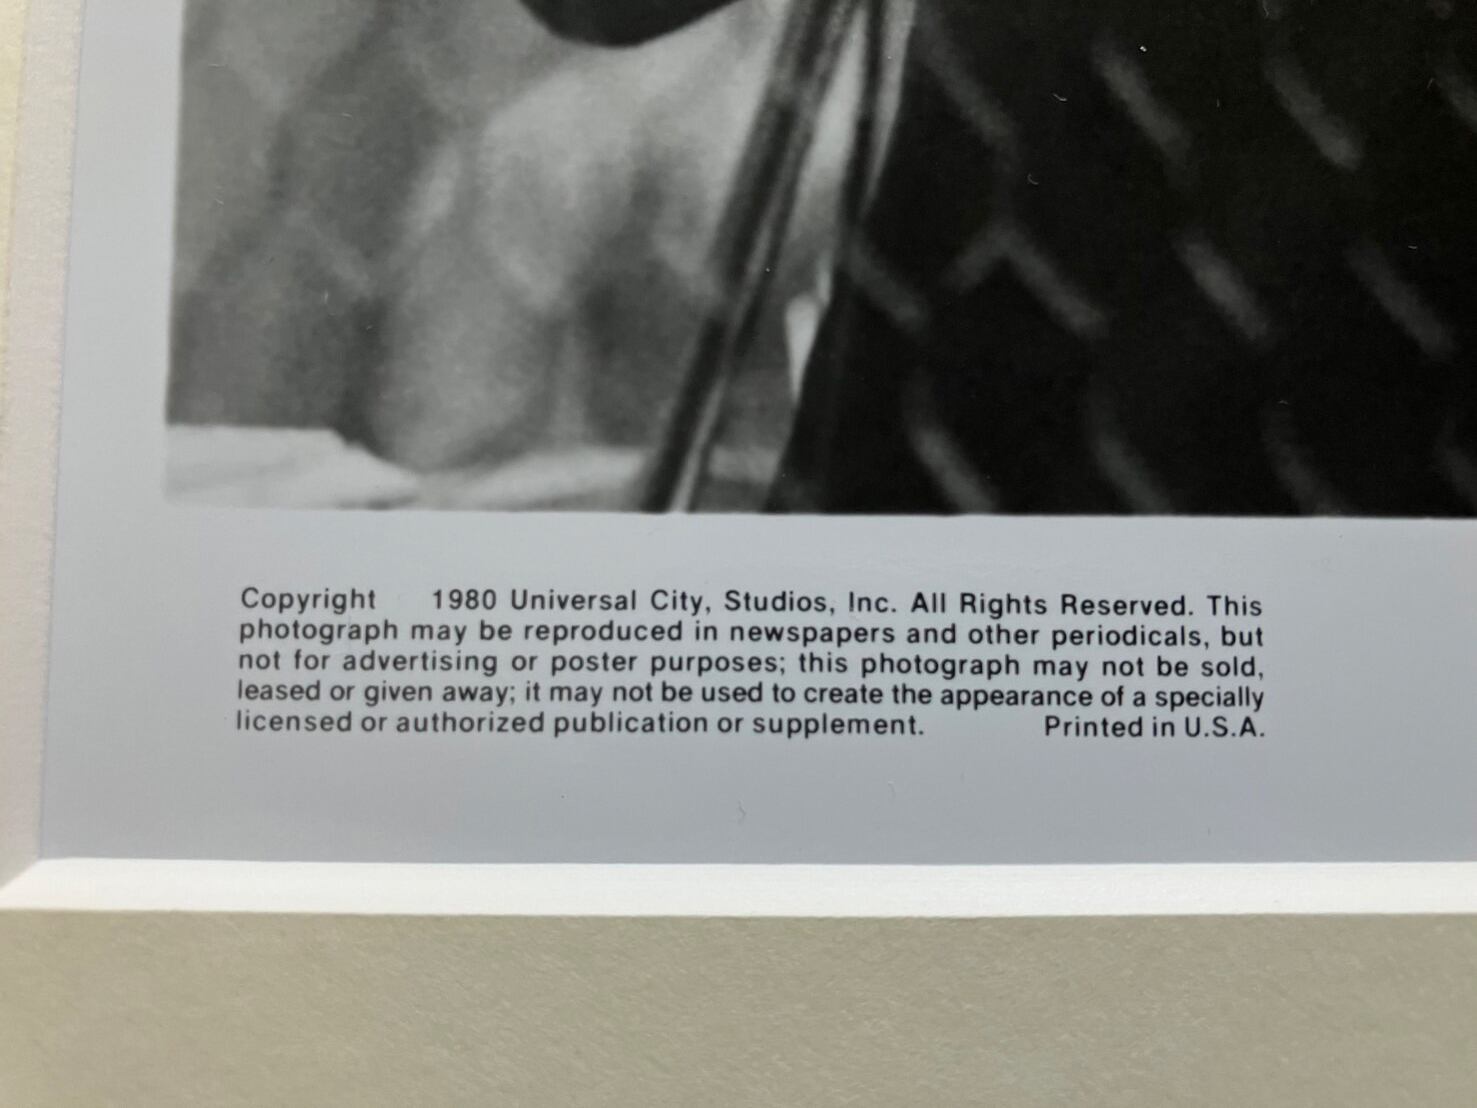 Copyright 1980 Universal City, Studios, Inc. All Rights Reserved. This
photograph may be reproduced in newspapers and other periodicals, but
not for advertising or poster purposes; this photograph may not be sold,
leased or given away; it may not be used to create the appearance of a specially
licensed or authorized publication or supplement. Printed in U.S.A.